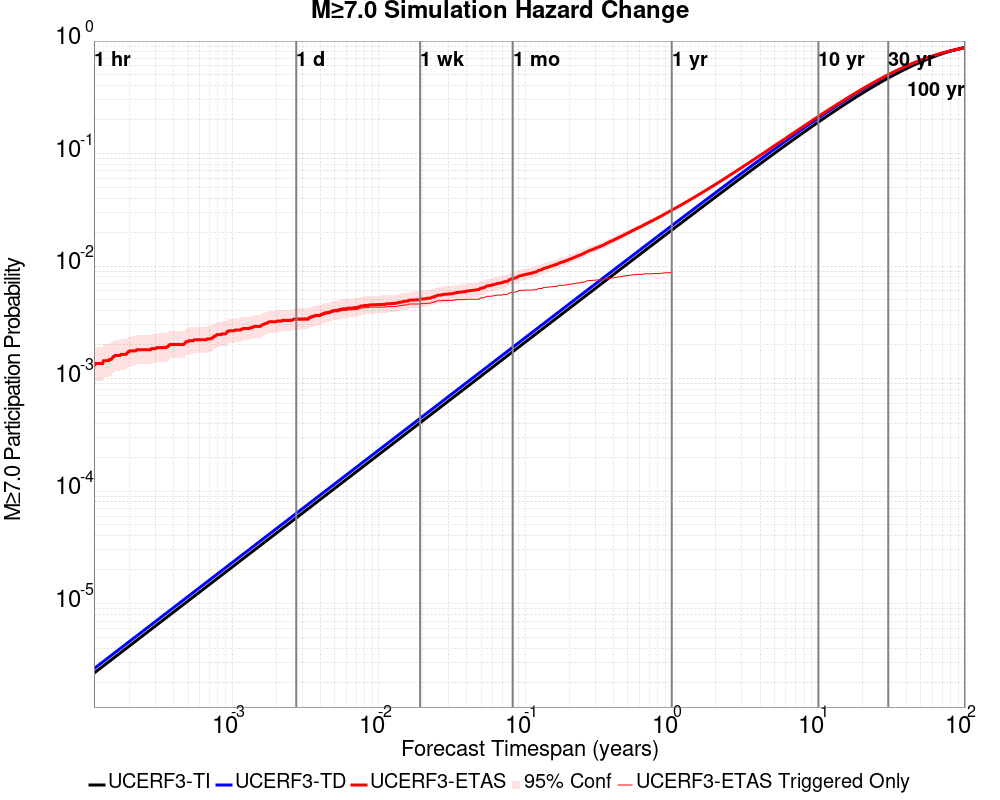 M≥7.0 Simulation Hazard Change
M≥7.0 Participation Probability
10^0
10^-1
10^-2
10^-3
10^-4
10^-5
1 hr
1 d
1 wk
1 mo
1 yr
10 yr
30 yr
100 yr
10^-3
10^-2
10^-1
10^0
10^1
10^2
Forecast Timespan (years)
UCERF3-TI UCERF3-TD UCERF3-ETAS 95% Conf UCERF3-ETAS Triggered Only